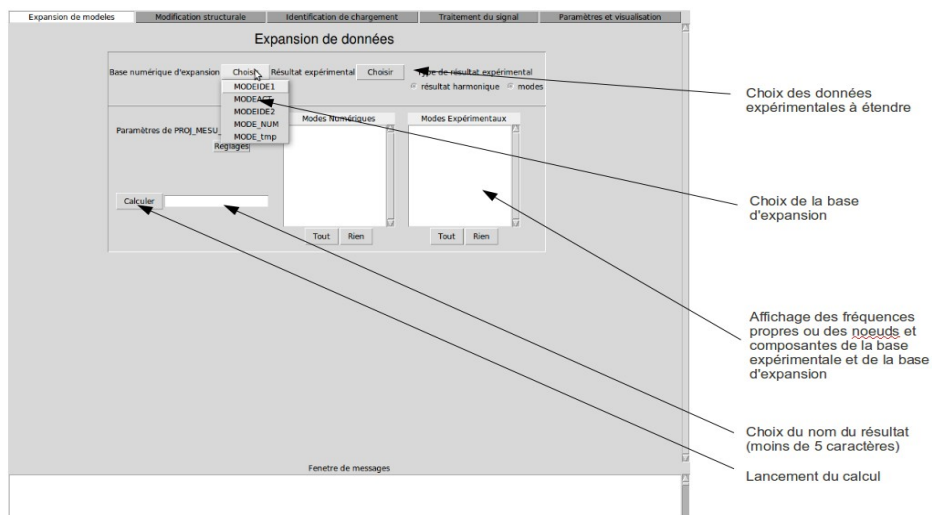 Expansion de modeles Modification structurale Identification de chargement Traitement du signal Paramètres et visualisation
Expansion de données
Base numérique d'expansion Choisir Résultat expérimental Choisir Type de résultat expérimental
résultat harmonique modes
MODEIDE1
MODEACT
MODEIDE2
MODE_NUM
MODE_tmp
Paramètres de PROJ_MESU_
Réglages
Modes Numériques Modes Expérimentaux
Calculer
Tout Rien Tout Rien
Fenetre de messages
Choix des données
expérimentales à étendre
Choix de la base
d'expansion
Affichage des fréquences
propres ou des noeuds et
composantes de la base
expérimentale et de la base
d'expansion
Choix du nom du résultat
(moins de 5 caractères)
Lancement du calcul